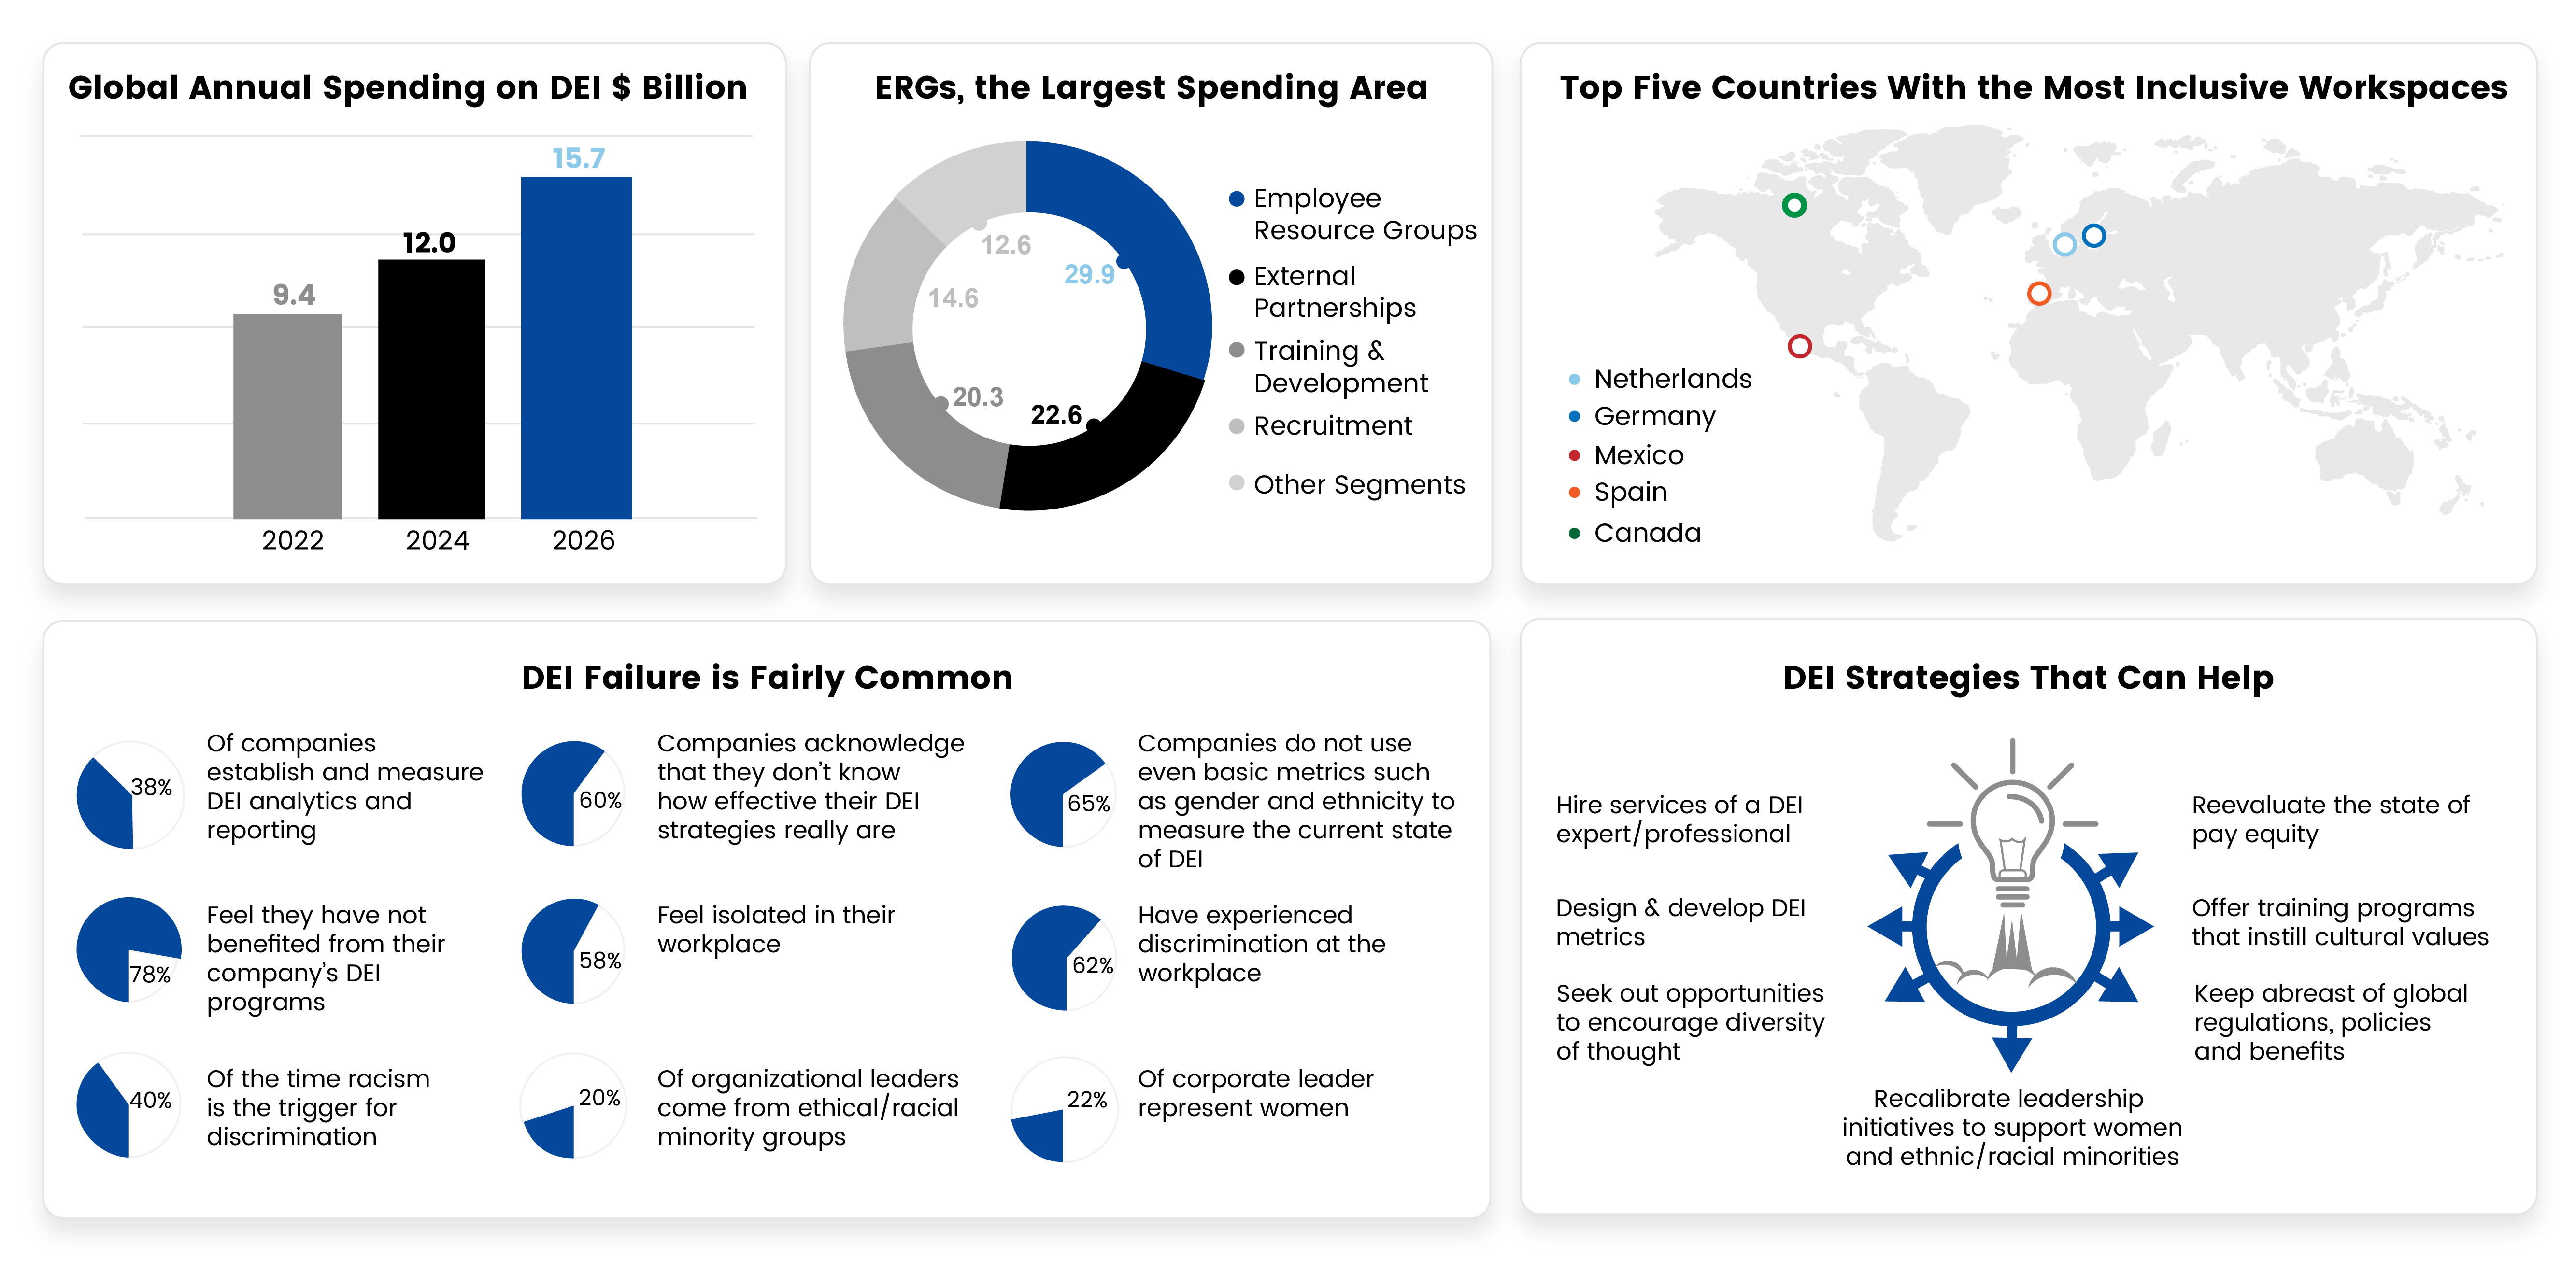 Global Annual Spending on DEI $ Billion
15.7
12.0
9.4
2022
2024
2026
ERGs, the Largest Spending Area
12.6
29.9
14.6
20.3
22.6
Employee
Resource Groups
External
Partnerships
Training &
Development
Recruitment
Other Segments
Top Five Countries With the Most Inclusive Workspaces
Netherlands
Germany
Mexico
Spain
Canada
DEI Failure is Fairly Common
38%
Of companies
establish and measure
DEI analytics and
reporting
60%
Companies acknowledge
that they don’t know
how effective their DEI
strategies really are
65%
Companies do not use
even basic metrics such
as gender and ethnicity to
measure the current state
of DEI
78%
Feel they have not
benefited from their
company’s DEI
programs
58%
Feel isolated in their
workplace
62%
Have experienced
discrimination at the
workplace
40%
Of the time racism
is the trigger for
discrimination
20%
Of organizational leaders
come from ethical/racial
minority groups
22%
Of corporate leader
represent women
DEI Strategies That Can Help
Hire services of a DEI
expert/professional
Design & develop DEI
metrics
Seek out opportunities
to encourage diversity
of thought
Reevaluate the state of
pay equity
Offer training programs
that instill cultural values
Keep abreast of global
regulations, policies
and benefits
Recalibrate leadership
initiatives to support women
and ethnic/racial minorities